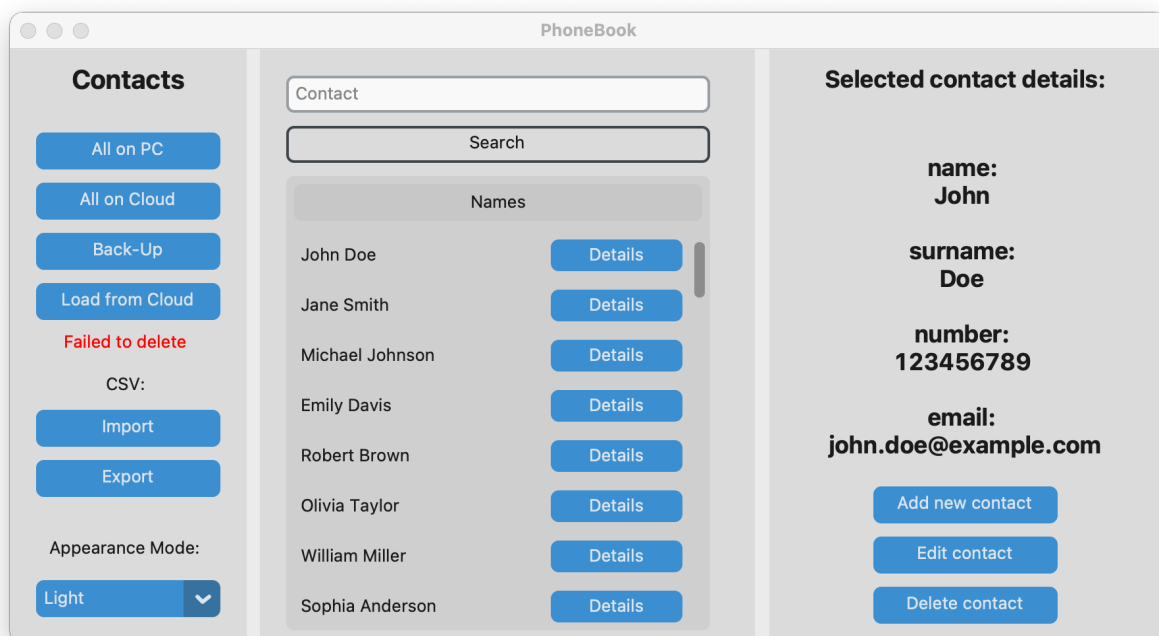 PhoneBook
Contacts
All on PC
All on Cloud
Back-Up
Load from Cloud
Failed to delete
CSV:
Import
Export
Appearance Mode:
Light
Contact
Search
Names
John Doe Details
Jane Smith Details
Michael Johnson Details
Emily Davis Details
Robert Brown Details
Olivia Taylor Details
William Miller Details
Sophia Anderson Details
Selected contact details:
name:
John
surname:
Doe
number:
123456789
email:
john.doe@example.com
Add new contact
Edit contact
Delete contact